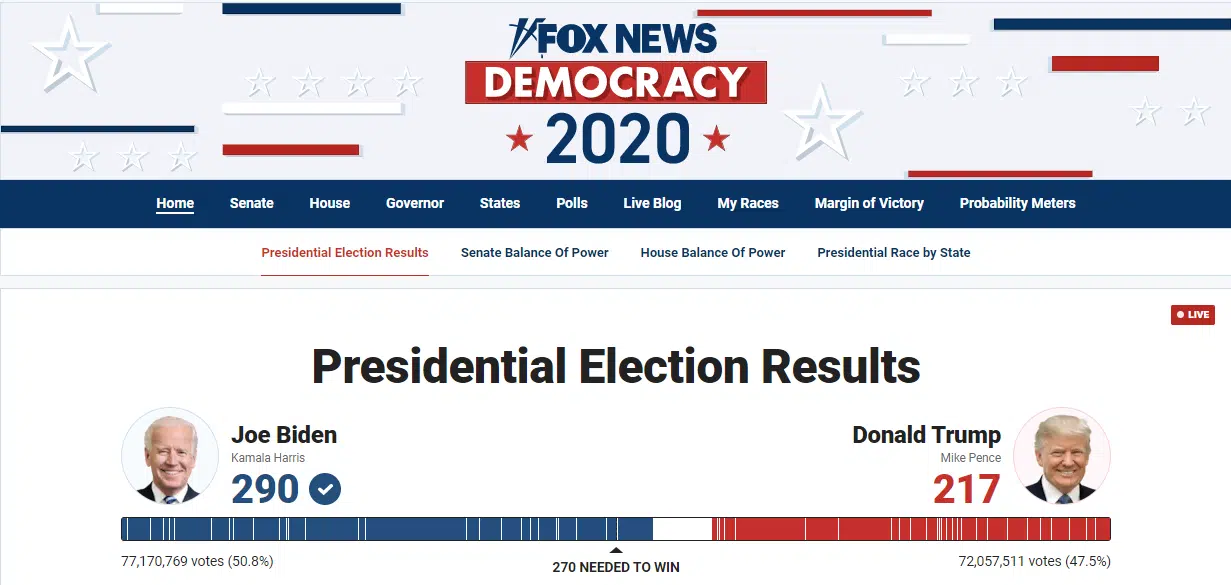 FOX NEWS
DEMOCRACY
2020
Home Senate House Governor States Polls Live Blog My Races Margin of Victory Probability Meters
Presidential Election Results Senate Balance Of Power House Balance Of Power Presidential Race by State
LIVE
Presidential Election Results
Joe Biden
Kamala Harris
290
Donald Trump
Mike Pence
217
77,170,769 votes (50.8%)
270 NEEDED TO WIN
72,057,511 votes (47.5%)